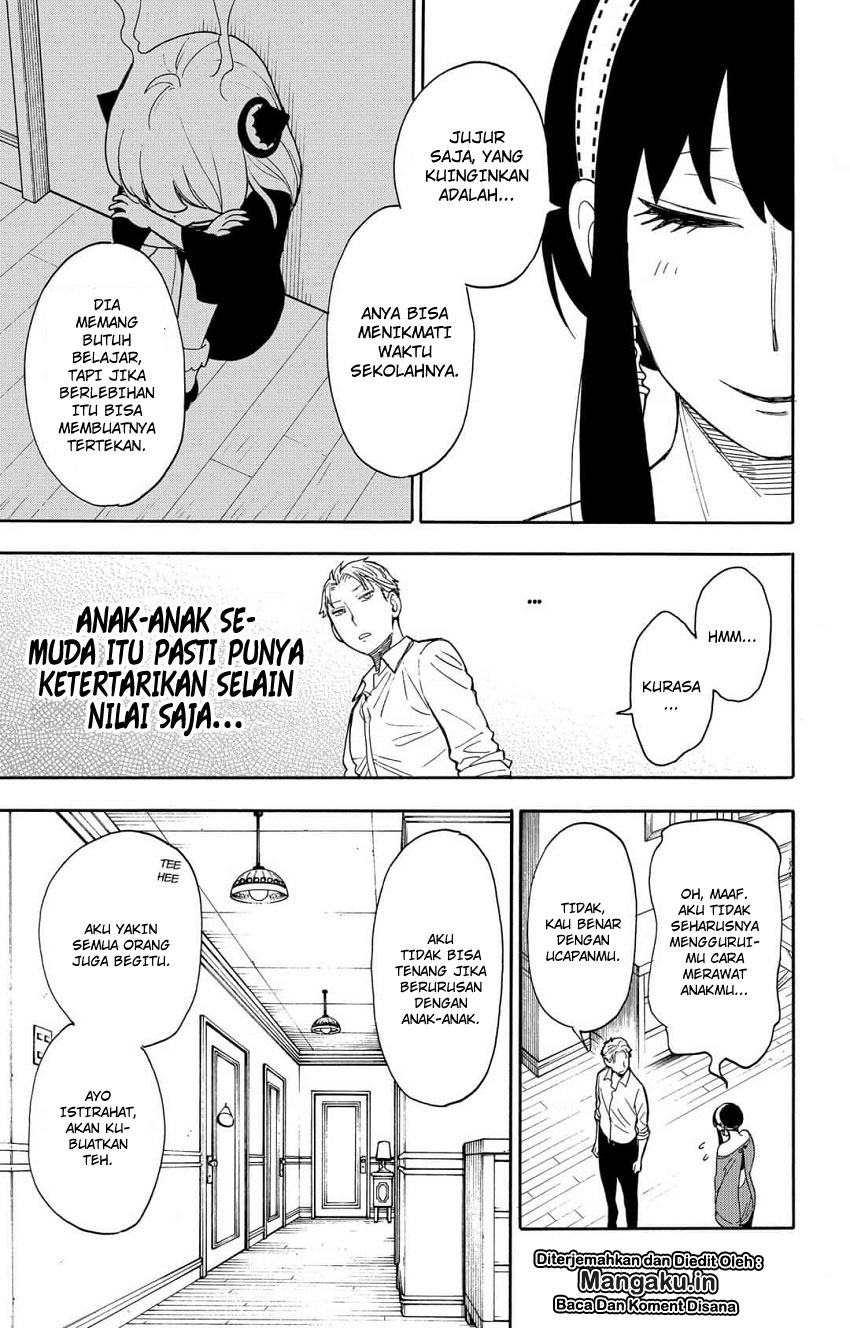 JUJUR
SAJA, YANG
KUINGINKAN
ADALAH...
ANYA BISA
MENIKMATI
WAKTU
SEKOLAHNYA.
DIA
MEMANG
BUTUH
BELAJAR,
TAPI JIKA
BERLEBIHAN
ITU BISA
MEMBUATNYA
TERTEKAN.
HMM...
KURASA
...
...
ANAK-ANAK SE-
MUDA ITU PASTI PUNYA
KETERTARIKAN SELAIN
NILAI SAJA...
OH, MAAF.
AKU TIDAK
SEHARUSNYA
MENGGURUI-
MU CARA
MERAWAT
ANAKMU...
TIDAK,
KAU BENAR
DENGAN
UCAPANMU.
AKU
TIDAK BISA
TENANG JIKA
BERURUSAN
DENGAN
ANAK-ANAK.
TEE
HEE
AKU YAKIN
SEMUA ORANG
JUGA BEGITU.
AYO
ISTIRAHAT,
AKAN KU-
BUATKAN
TEH.
Diterjemahkan dan Diedit Oleh:
Mangaku.in
Baca Dan Koment Disana